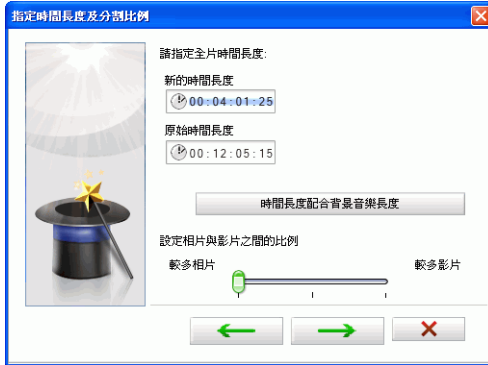 指定時間長度及分割比例
請指定全片時間長度:
新的時間長度
00:04:01:25
原始時間長度
00:12:05:15
時間長度配合背景音樂長度
設定相片與影片之間的比例
較多相片
較多影片